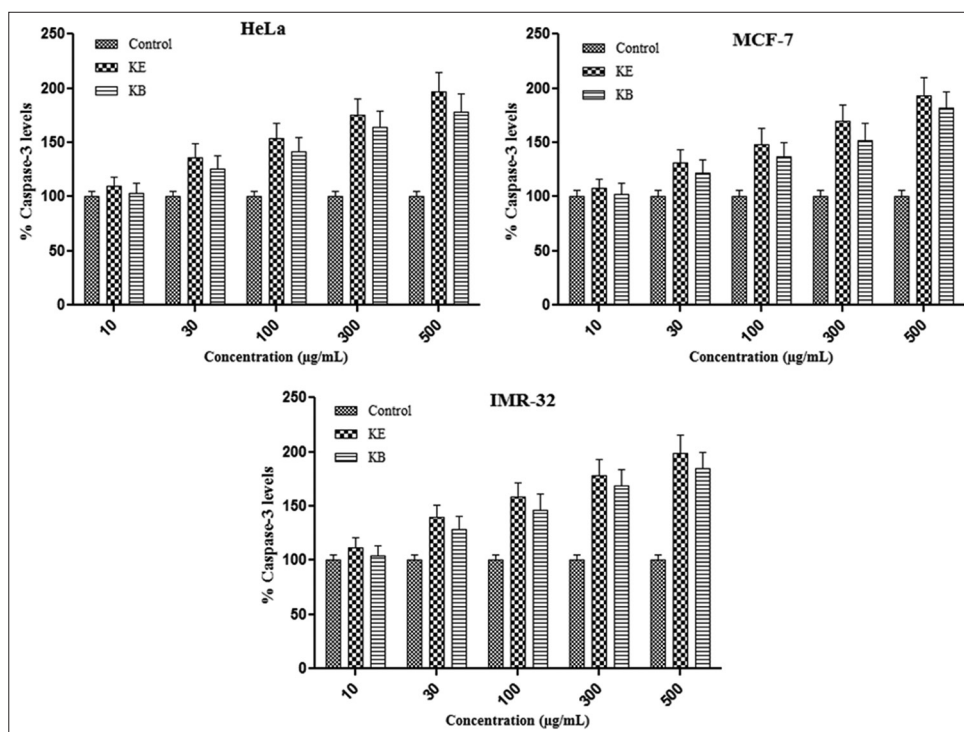 HeLa
250
200
150
100
50
0
% Caspase-3 levels
Control
KE
KB
10
30
100
300
500
Concentration (µg/mL)
MCF-7
250
200
150
100
50
0
% Caspase-3 levels
Control
KE
KB
10
30
100
300
500
Concentration (µg/mL)
IMR-32
250
200
150
100
50
0
% Caspase-3 levels
Control
KE
KB
10
30
100
300
500
Concentration (µg/mL)